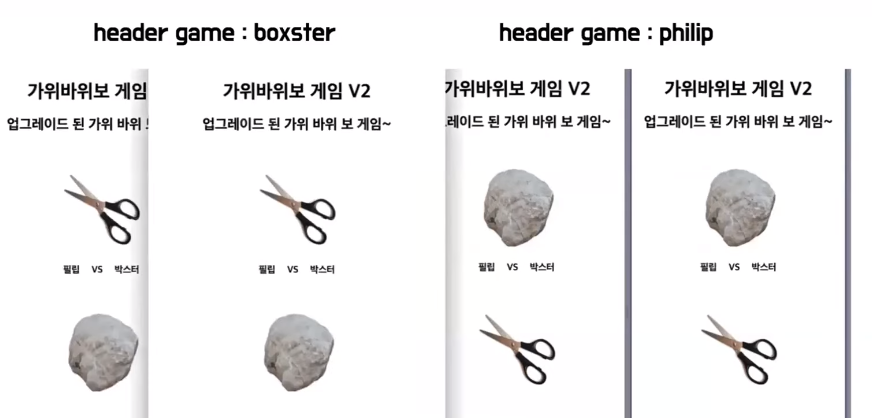 header game : boxster
header game : philip
가위바위보 게임
가위바위보 게임 V2
가위바위보 게임 V2
가위바위보 게임 V2
업그레이드 된 가위 바위
업그레이드 된 가위 바위 보 게임~
레이드 된 가위 바위 보 게임~
업그레이드 된 가위 바위 보 게임~
필립 VS 박스터
필립 VS 박스터
필립 VS 박스터
필립 VS 박스터